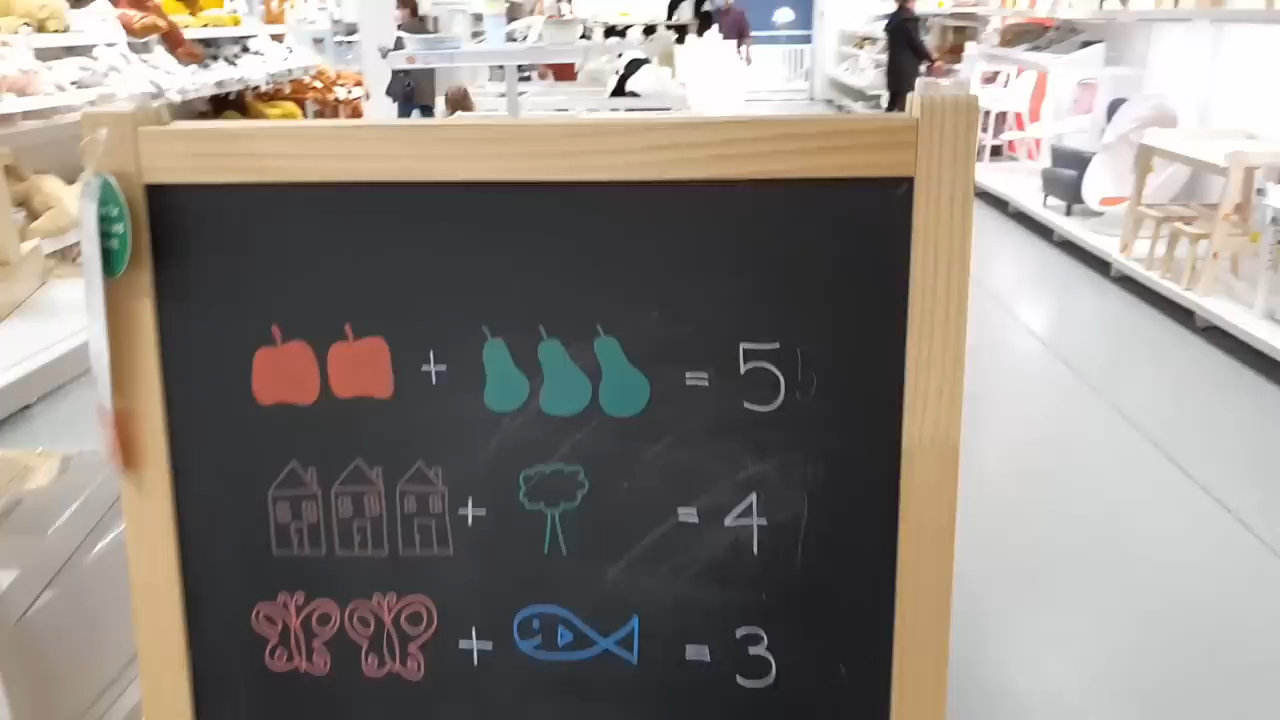 + = 5
+ = 4
+ = 3